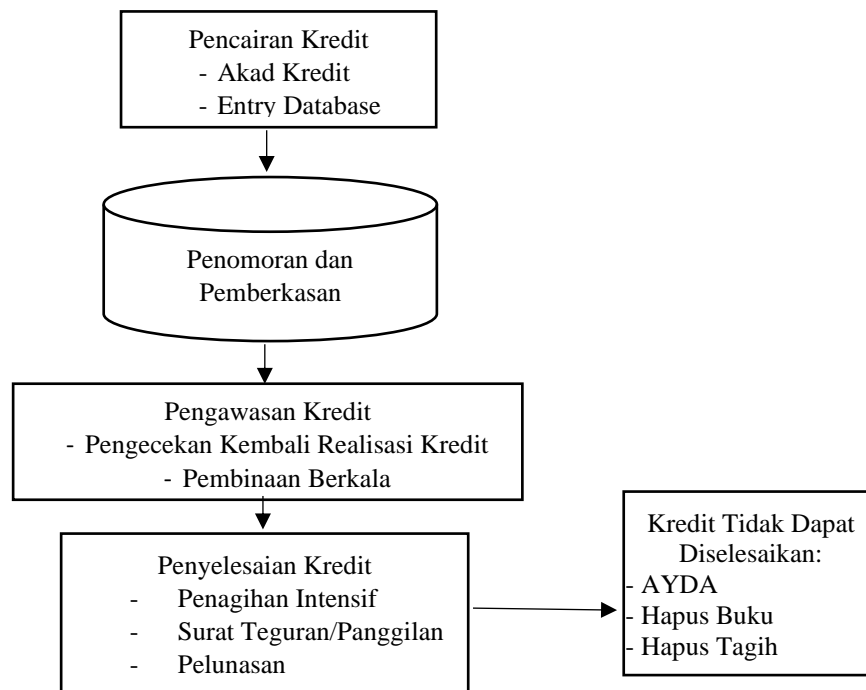 Pencairan Kredit
- Akad Kredit
- Entry Database
Penomoran dan
Pemberkasan
Pengawasan Kredit
- Pengecekan Kembali Realisasi Kredit
- Pembinaan Berkala
Penyelesaian Kredit
- Penagihan Intensif
- Surat Teguran/Panggilan
- Pelunasan
Kredit Tidak Dapat
Diselesaikan:
- AYDA
- Hapus Buku
- Hapus Tagih